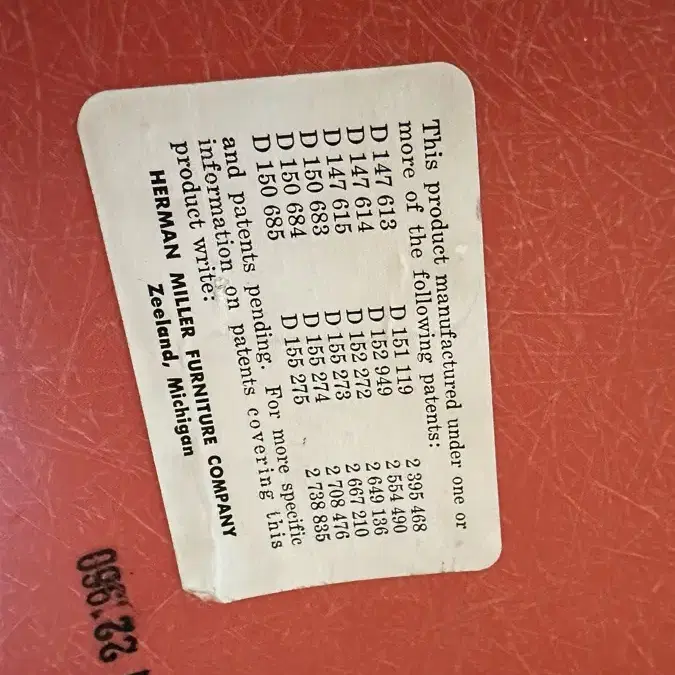 This product manufactured under one or
more of the following patents:
D 147 613 D 151 119 2 395 468
D 147 614 D 152 949 2 554 490
D 147 615 D 152 272 2 649 136
D 150 683 D 155 273 2 667 210
D 150 684 D 155 274 2 708 476
D 150 685 D 155 275 2 738 835
and patents pending. For more specific
information on patents covering this
product write:
HERMAN MILLER FURNITURE COMPANY
Zeeland, Michigan
22 1960